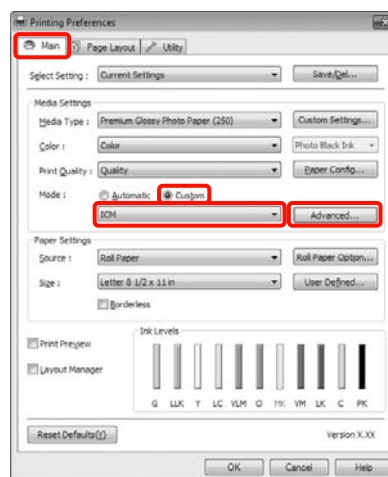 Printing Preferences
Main Page Layout Utility
Select Setting : Current Settings Save/Del...
Media Settings
Media Type : Premium Glossy Photo Paper (250) Custom Settings...
Color : Color Photo Black Ink
Print Quality : Quality Paper Config...
Mode : Automatic Custom
ICM Advanced...
Paper Settings
Source : Roll Paper Roll Paper Option...
Size : Letter 8 1/2 x 11 in User Defined...
Borderless
Ink Levels
Print Preview
Layout Manager
G LLK Y LC VLM O MK VM LK C PK
Reset Defaults(Y) Version X.XX
OK Cancel Help